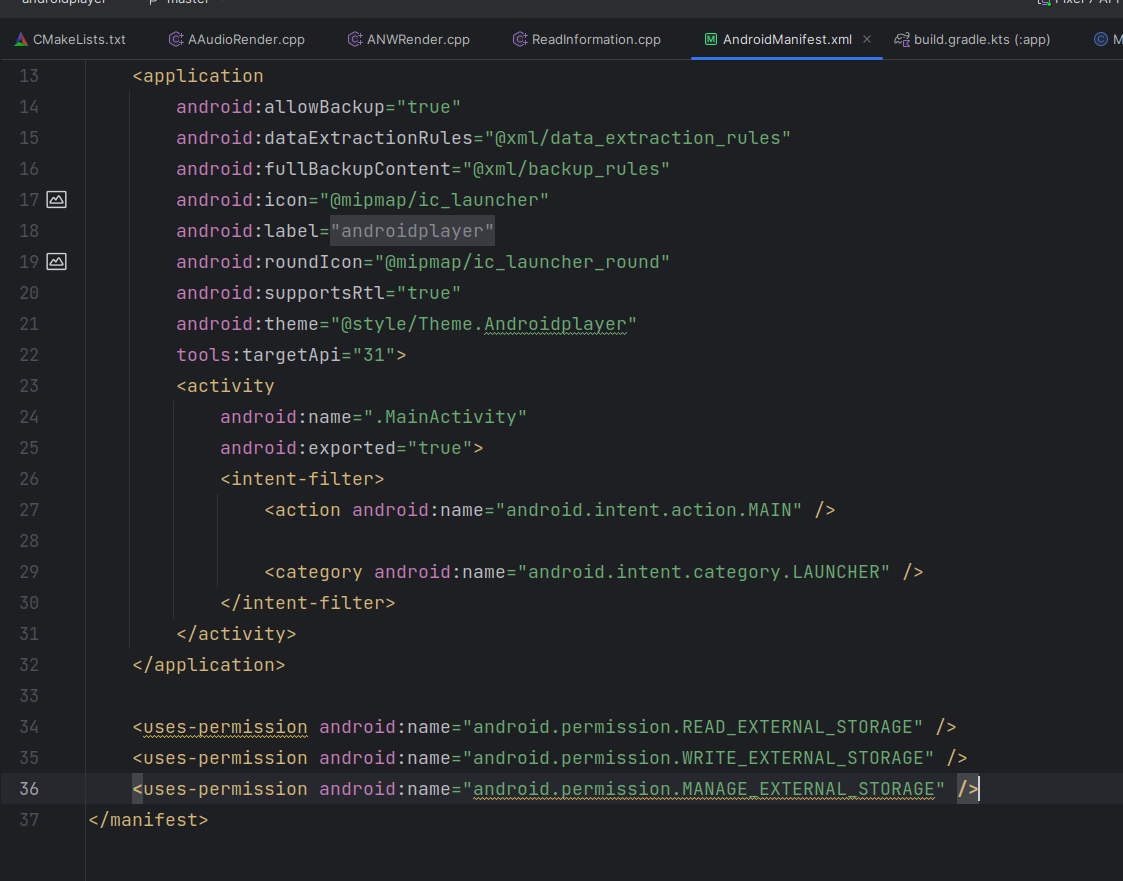 androidplayer master
CMakeLists.txt AAudioRender.cpp ANWRender.cpp ReadInformation.cpp AndroidManifest.xml build.gradle.kts (:app)
13 <application
14 android:allowBackup="true"
15 android:dataExtractionRules="@xml/data_extraction_rules"
16 android:fullBackupContent="@xml/backup_rules"
17 android:icon="@mipmap/ic_launcher"
18 android:label="androidplayer"
19 android:roundIcon="@mipmap/ic_launcher_round"
20 android:supportsRtl="true"
21 android:theme="@style/Theme.Androidplayer"
22 tools:targetApi="31">
23 <activity
24 android:name=".MainActivity"
25 android:exported="true">
26 <intent-filter>
27 <action android:name="android.intent.action.MAIN" />
28
29 <category android:name="android.intent.category.LAUNCHER" />
30 </intent-filter>
31 </activity>
32 </application>
33
34 <uses-permission android:name="android.permission.READ_EXTERNAL_STORAGE" />
35 <uses-permission android:name="android.permission.WRITE_EXTERNAL_STORAGE" />
36 <uses-permission android:name="android.permission.MANAGE_EXTERNAL_STORAGE" />
37 </manifest>